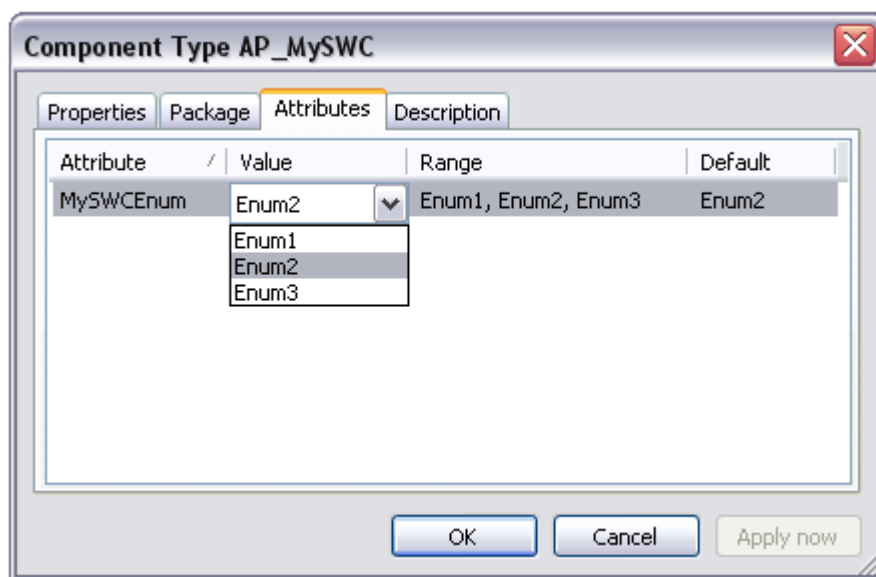 Component Type AP_MySWC
Properties Package Attributes Description
Attribute Value Range Default
MySWCEnum Enum2 Enum1, Enum2, Enum3 Enum2
Enum1
Enum2
Enum3
OK Cancel Apply now